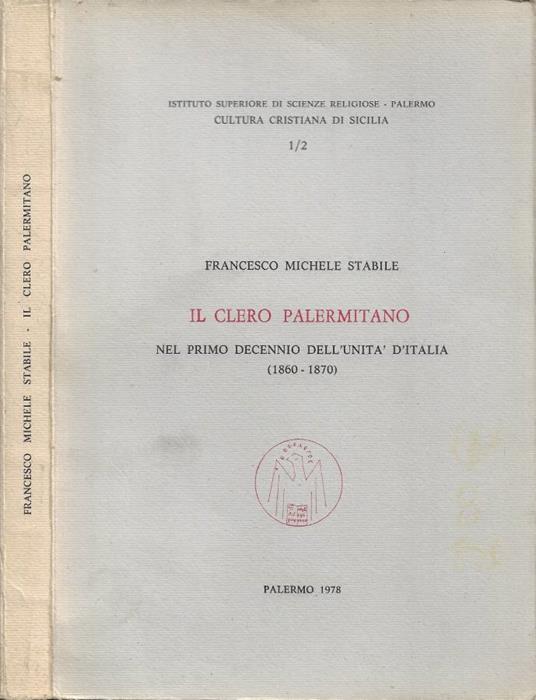 FRANCESCO MICHELE STABILE - IL CLERO PALERMITANO
ISTITUTO SUPERIORE DI SCIENZE RELIGIOSE - PALERMO
CULTURA CRISTIANA DI SICILIA
1/2
FRANCESCO MICHELE STABILE
IL CLERO PALERMITANO
NEL PRIMO DECENNIO DELL'UNITA' D'ITALIA
(1860 - 1870)
PALERMO 1978